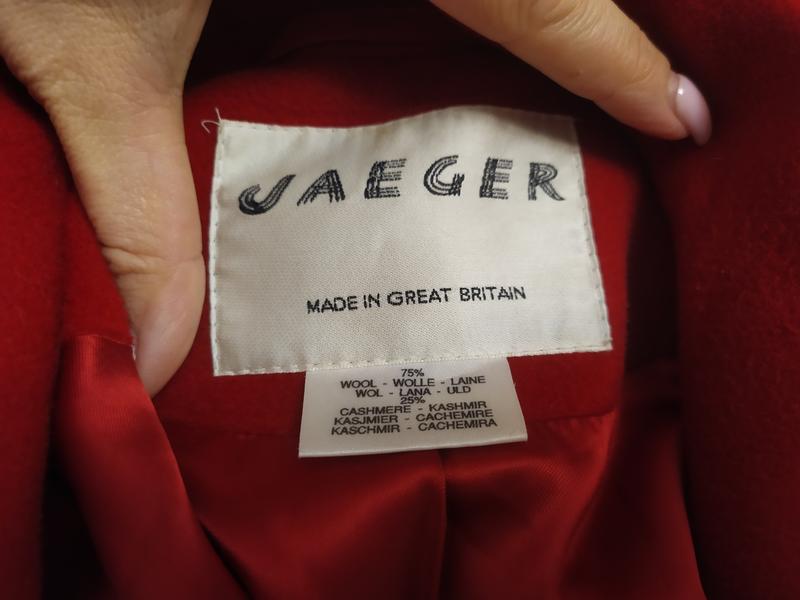 JAEGER
MADE IN GREAT BRITAIN
75%
WOOL - WOLLE - LAINE
WOL - LANA - ULD
25%
CASHMERE - KASHMIR
KASJMIER - CACHEMIRE
KASCHMIR - CACHEMIRA